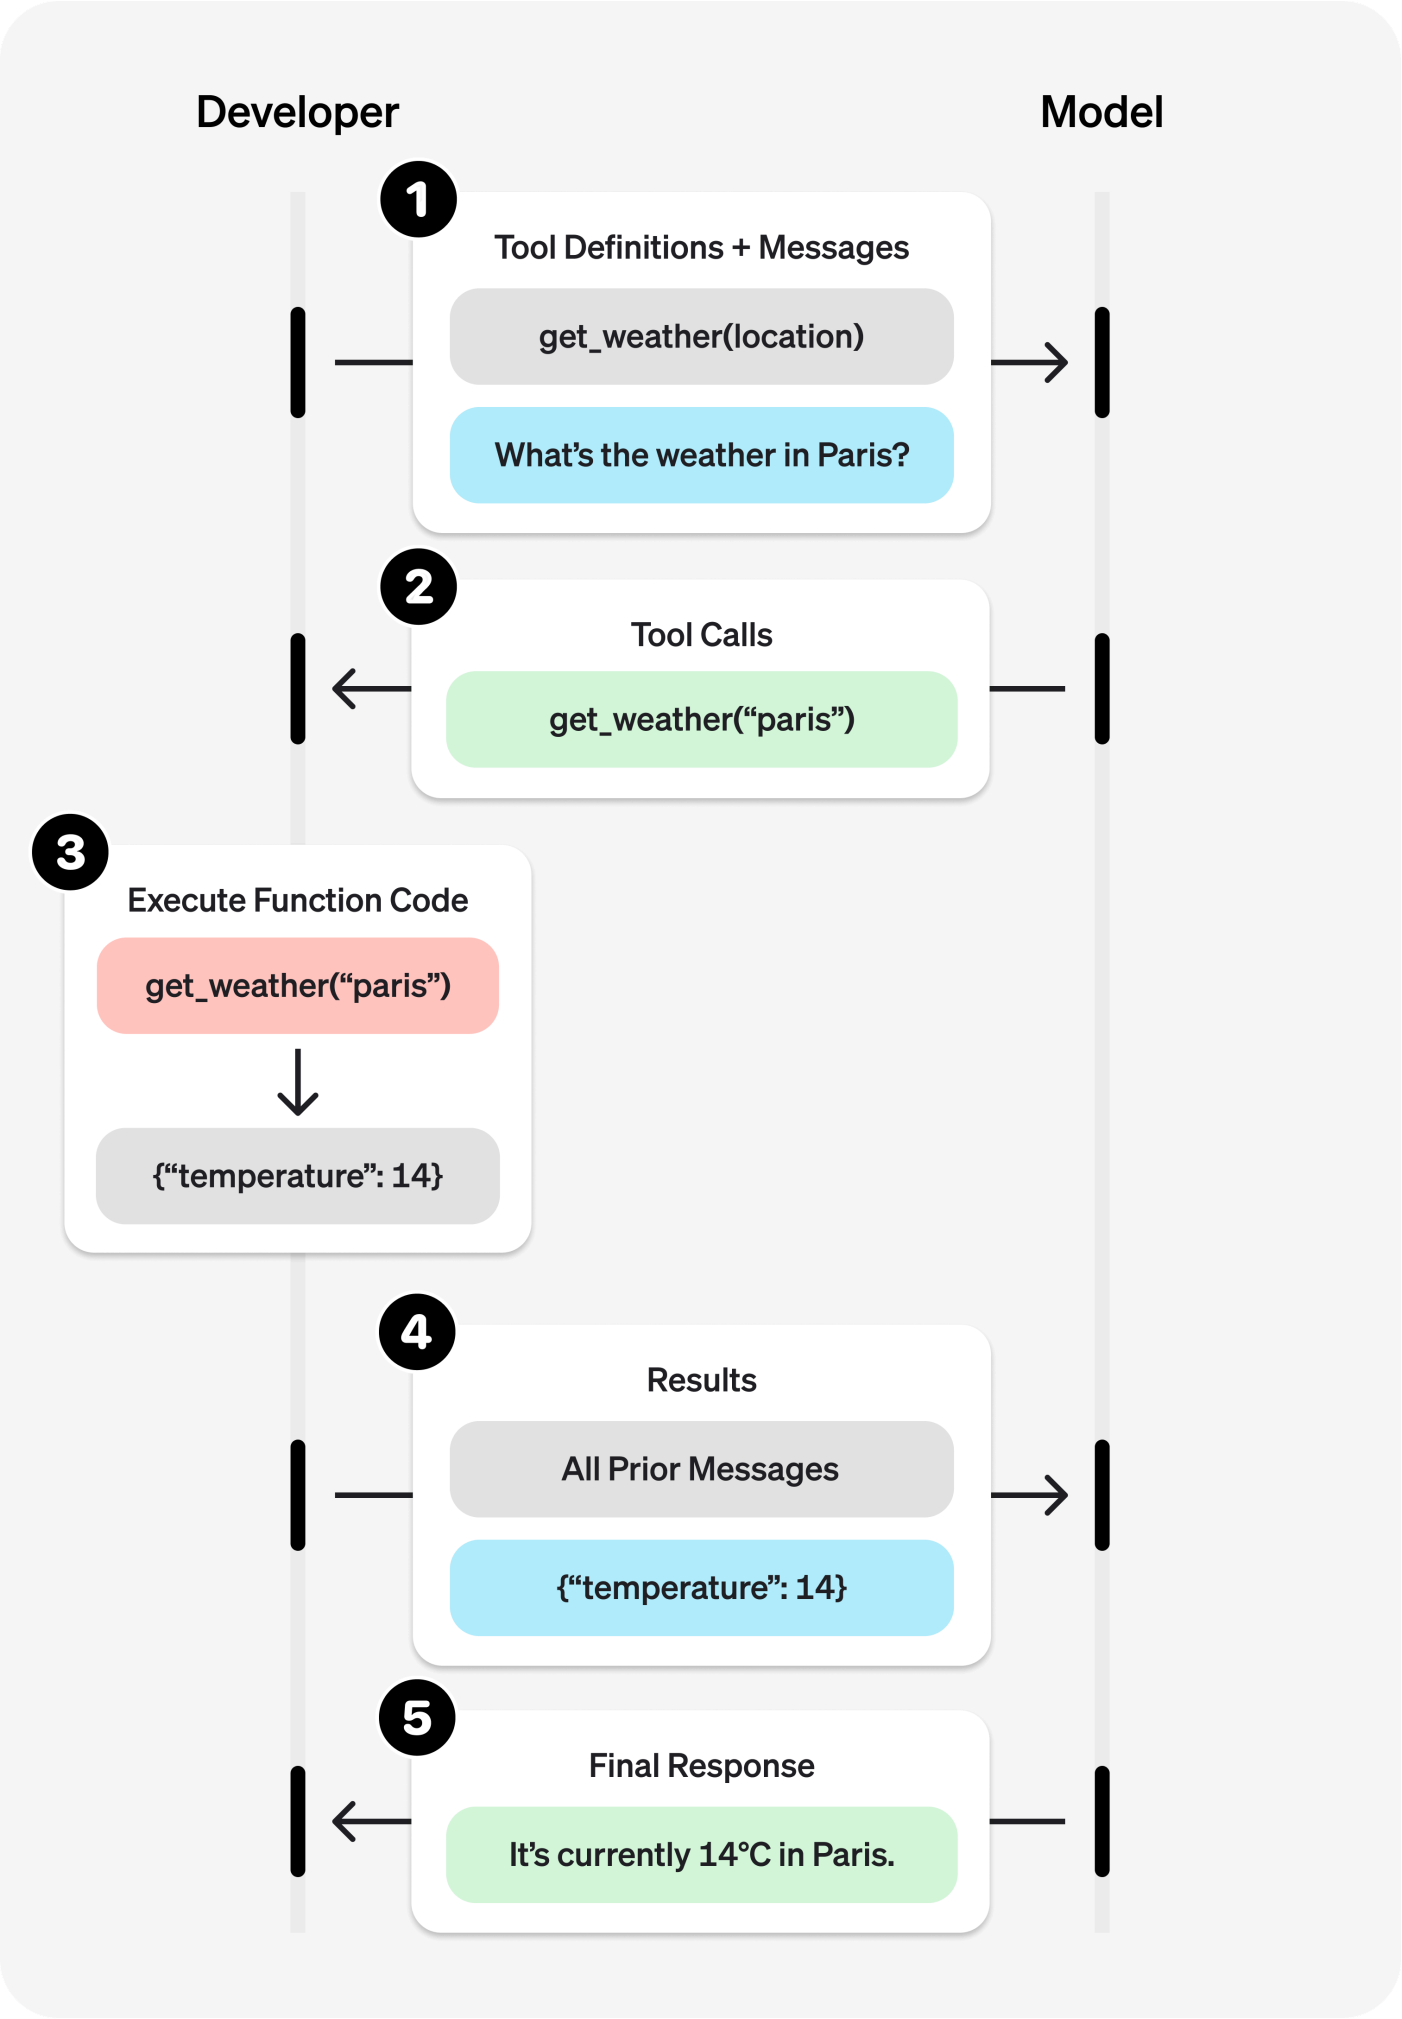 Developer
Model
1
Tool Definitions + Messages
get_weather(location)
What’s the weather in Paris?
2
Tool Calls
get_weather(“paris”)
3
Execute Function Code
get_weather(“paris”)
{“temperature”: 14}
4
Results
All Prior Messages
{“temperature”: 14}
5
Final Response
It’s currently 14°C in Paris.